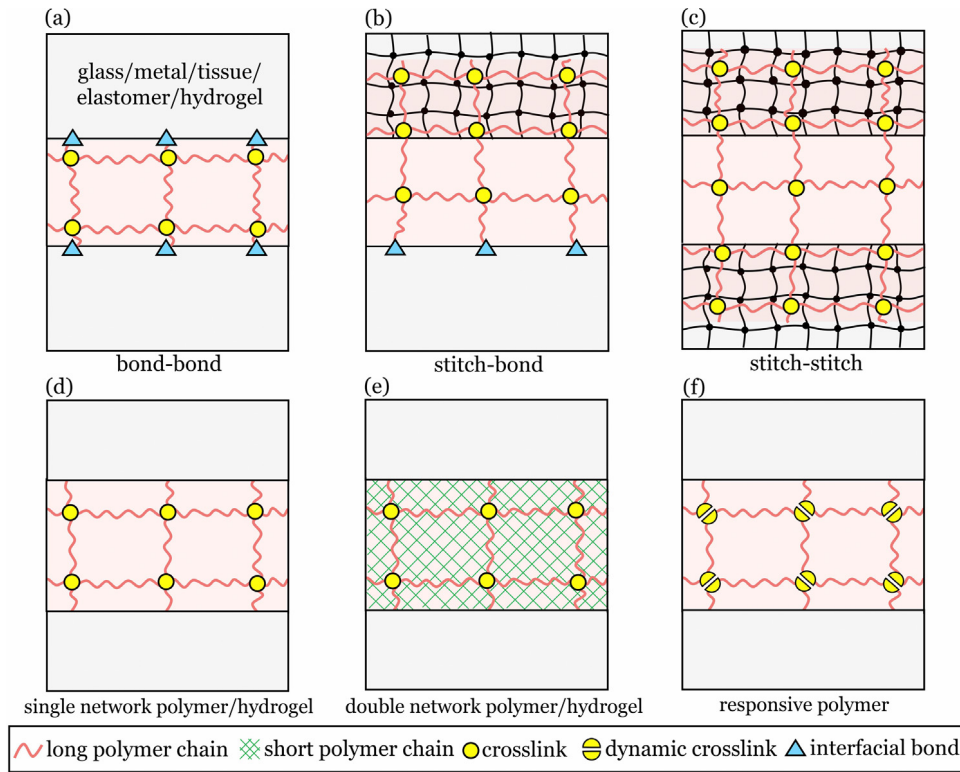 (a)
(b)
(c)
glass/metal/tissue/
elastomer/hydrogel
bond-bond
stitch-bond
stitch-stitch
(d)
(e)
(f)
single network polymer/hydrogel
double network polymer/hydrogel
responsive polymer
long polymer chain
short polymer chain
crosslink
dynamic crosslink
interfacial bond